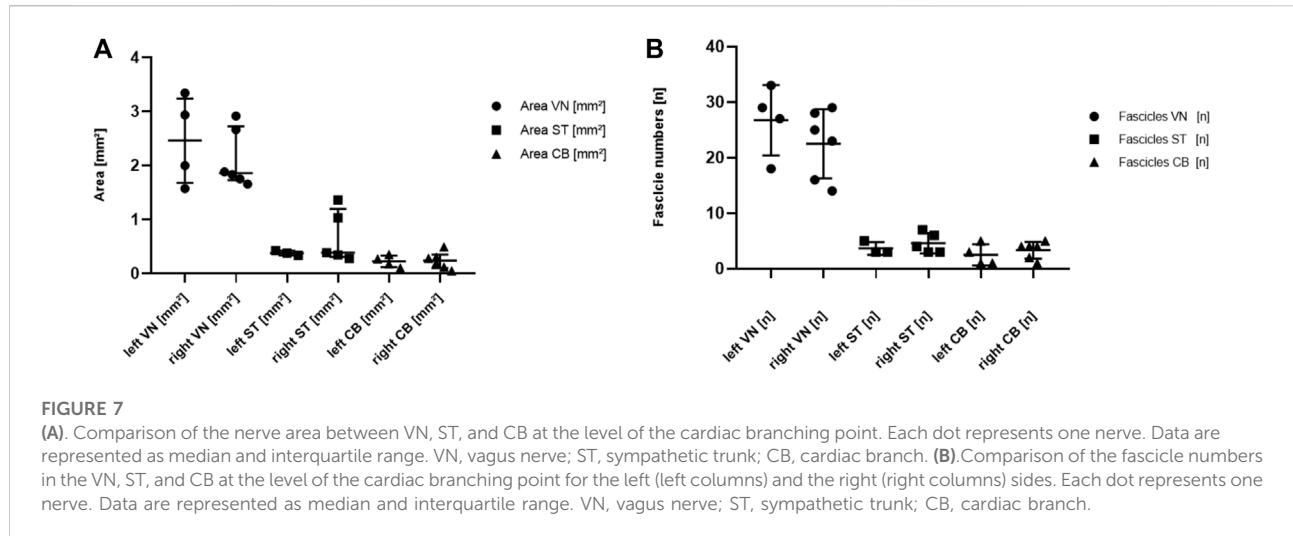 A
4
3
2
1
0
Area [mm²]
left VN [mm²]
right VN [mm²]
left ST [mm²]
right ST [mm²]
left CB [mm²]
right CB [mm²]
Area VN [mm²]
Area ST [mm²]
Area CB [mm²]
B
40
30
20
10
0
Fascicle numbers [n]
left VN [n]
right VN [n]
left ST [n]
right ST [n]
left CB [n]
right CB [n]
Fascicles VN [n]
Fascicles ST [n]
Fascicles CB [n]
FIGURE 7
(A). Comparison of the nerve area between VN, ST, and CB at the level of the cardiac branching point. Each dot represents one nerve. Data are
represented as median and interquartile range. VN, vagus nerve; ST, sympathetic trunk; CB, cardiac branch. (B).Comparison of the fascicle numbers
in the VN, ST, and CB at the level of the cardiac branching point for the left (left columns) and the right (right columns) sides. Each dot represents one
nerve. Data are represented as median and interquartile range. VN, vagus nerve; ST, sympathetic trunk; CB, cardiac branch.